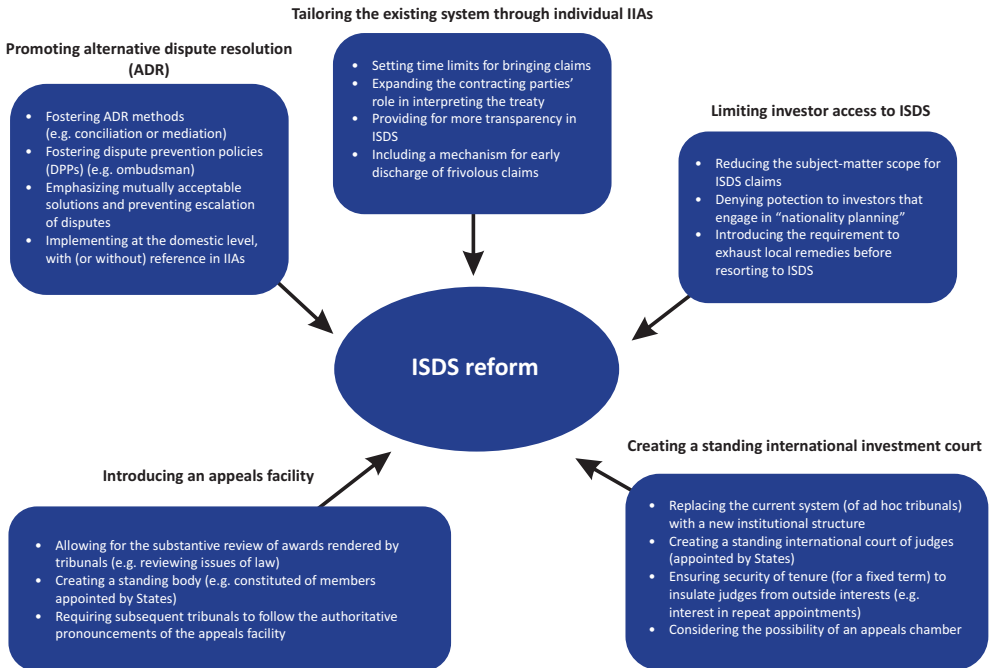 Tailoring the existing system through individual IIAs
• Setting time limits for bringing claims
• Expanding the contracting parties'
role in interpreting the treaty
• Providing for more transparency in
ISDS
• Including a mechanism for early
discharge of frivolous claims
Promoting alternative dispute resolution
(ADR)
• Fostering ADR methods
(e.g. conciliation or mediation)
• Fostering dispute prevention policies
(DPPs) (e.g. ombudsman)
• Emphasizing mutually acceptable
solutions and preventing escalation
of disputes
• Implementing at the domestic level,
with (or without) reference in IIAs
Limiting investor access to ISDS
• Reducing the subject-matter scope for
ISDS claims
• Denying potection to investors that
engage in “nationality planning”
• Introducing the requirement to
exhaust local remedies before
resorting to ISDS
ISDS reform
Introducing an appeals facility
• Allowing for the substantive review of awards rendered by
tribunals (e.g. reviewing issues of law)
• Creating a standing body (e.g. constituted of members
appointed by States)
• Requiring subsequent tribunals to follow the authoritative
pronouncements of the appeals facility
Creating a standing international investment court
• Replacing the current system (of ad hoc tribunals)
with a new institutional structure
• Creating a standing international court of judges
(appointed by States)
• Ensuring security of tenure (for a fixed term) to
insulate judges from outside interests (e.g.
interest in repeat appointments)
• Considering the possibility of an appeals chamber